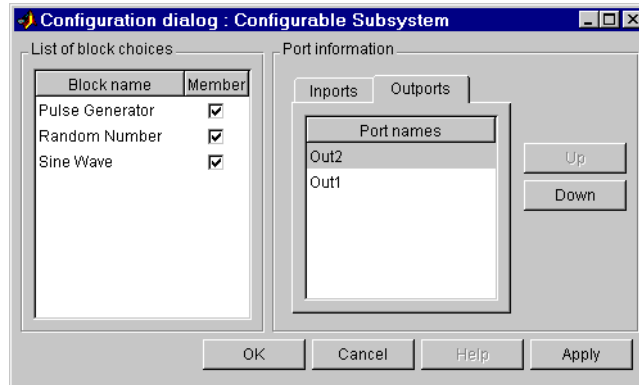 Configuration dialog : Configurable Subsystem
List of block choices
Block name Member
Pulse Generator
Random Number
Sine Wave
Port information
Inports Outports
Port names
Out2
Out1
Up
Down
OK Cancel Help Apply